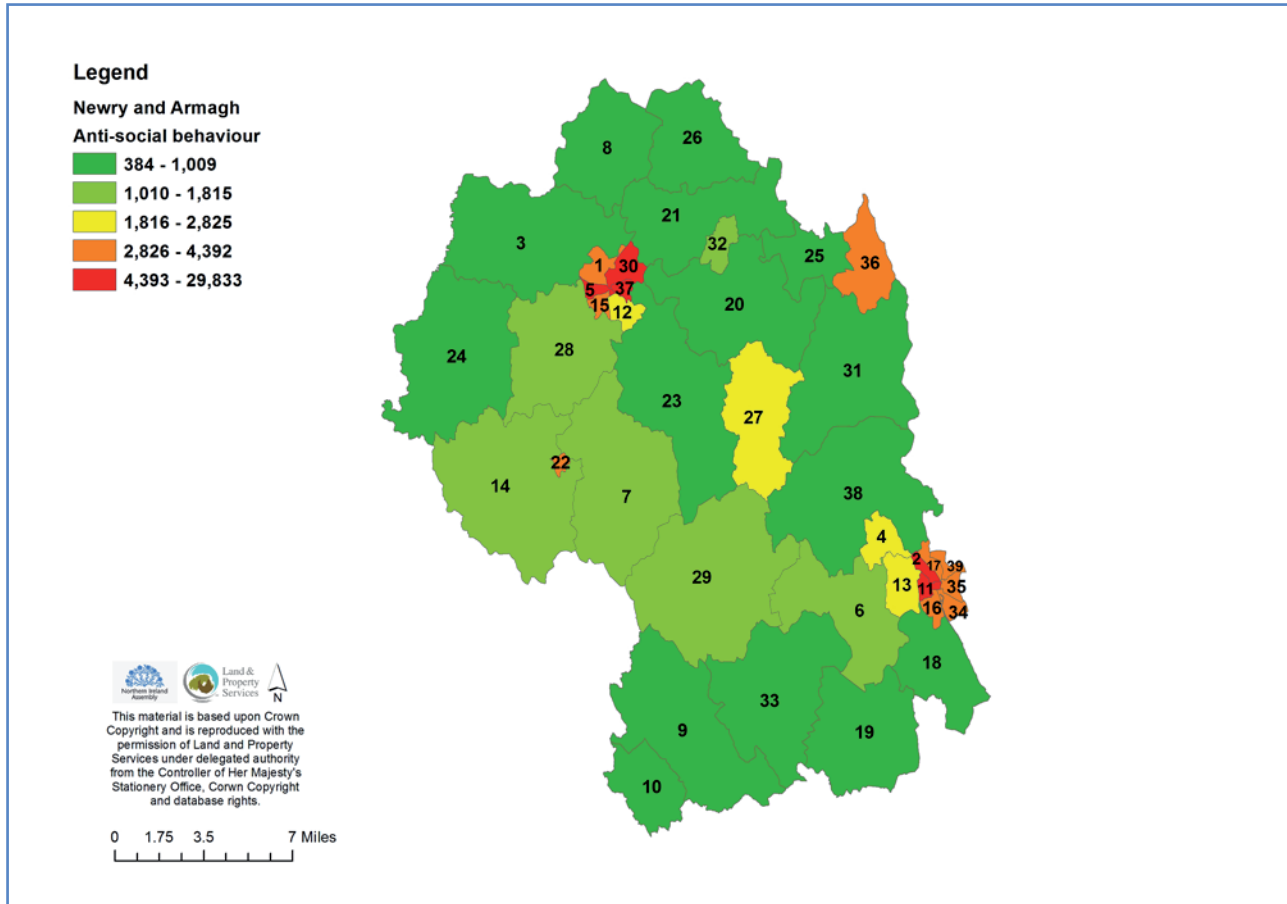 Legend
Newry and Armagh
Anti-social behaviour
384 - 1,009
1,010 - 1,815
1,816 - 2,825
2,826 - 4,392
4,393 - 29,833
8
26
21
3
32
25
36
1
30
5
37
15
12
20
28
24
31
23
27
22
14
7
38
4
2
17
39
29
13
11
35
6
16
34
18
33
9
19
10
Northern Ireland
Assembly
Land &
Property
Services
N
This material is based upon Crown
Copyright and is reproduced with the
permission of Land and Property
Services under delegated authority
from the Controller of Her Majesty's
Stationery Office, Corwn Copyright
and database rights.
0 1.75 3.5 7 Miles